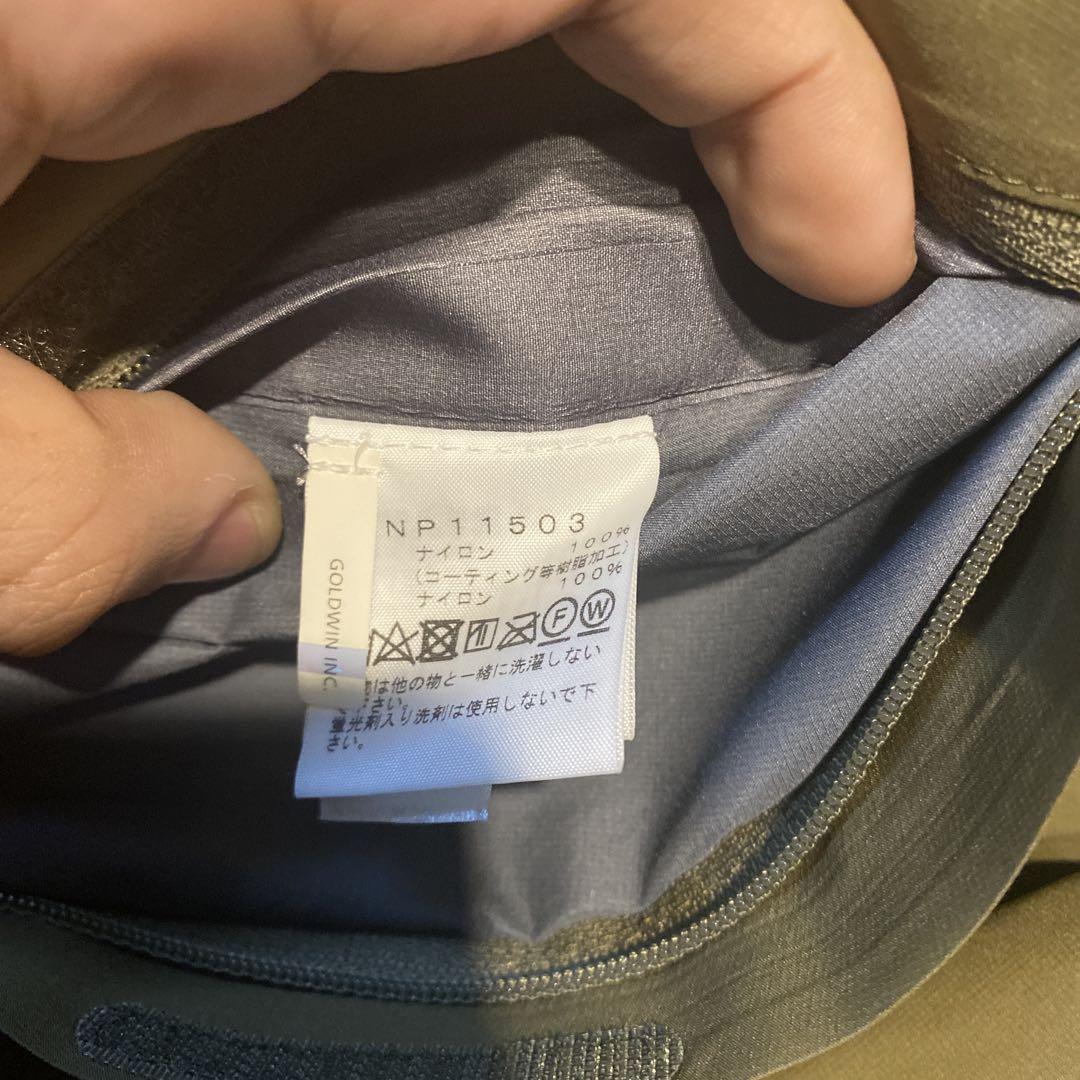 NP11503
ナイロン 100%
(コーティング等樹脂加工)
ナイロン 100%
F W
は他の物と一緒に洗濯しない
さい。
光剤入り洗剤は使用しないで下
い。
GOLDWIN INC.